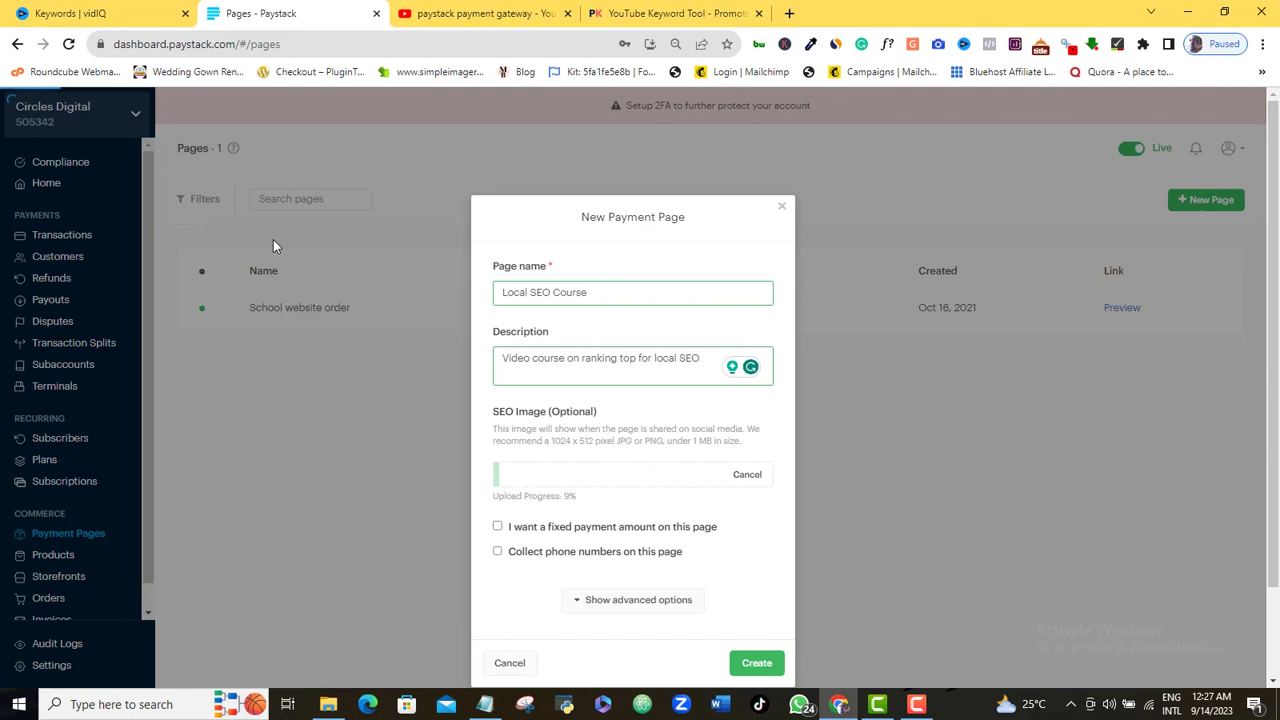 Keywords - vidIQ
Pages - Paystack
paystack payment gateway - You
YouTube Keyword Tool - Promote
dashboard.paystack.com/#/pages
Paused
Roundcube Webma...
Wedding Gown Ren...
Checkout – PluginT...
www.simpleimager...
Blog
Kit: 5fa1fe5e8b | Fo...
Login | Mailchimp
Campaigns | Mailch...
Bluehost Affiliate L...
Quora - A place to...
Circles Digital
505342
Setup 2FA to further protect your account
Compliance
Home
PAYMENTS
Transactions
Customers
Refunds
Payouts
Disputes
Transaction Splits
Subaccounts
Terminals
RECURRING
Subscribers
Plans
Subscriptions
COMMERCE
Payment Pages
Products
Storefronts
Orders
Invoices
Audit Logs
Settings
Pages - 1
Live
Filters
Search pages
+ New Page
Name
Created
Link
School website order
Oct 16, 2021
Preview
New Payment Page
Page name *
Local SEO Course
Description
Video course on ranking top for local SEO
SEO Image (Optional)
This image will show when the page is shared on social media. We
recommend a 1024 x 512 pixel JPG or PNG, under 1 MB in size.
Cancel
Upload Progress: 9%
I want a fixed payment amount on this page
Collect phone numbers on this page
Show advanced options
Cancel
Create
Activate Windows
Go to Settings to activate Windows.
Type here to search
24
25°C
ENG
INTL
12:27 AM
9/14/2023